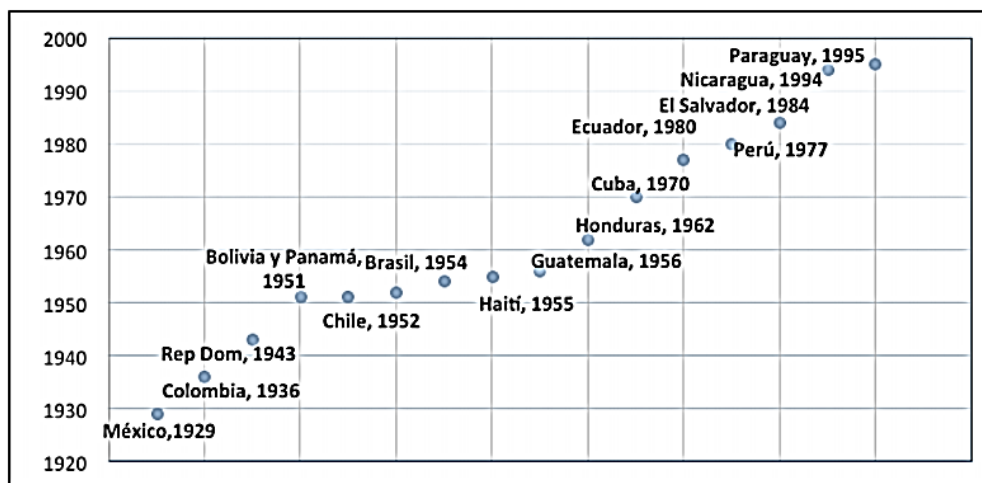 2000
Paraguay, 1995
Nicaragua, 1994
1990
El Salvador, 1984
Ecuador, 1980
1980
Perú, 1977
Cuba, 1970
1970
Honduras, 1962
1960
Guatemala, 1956
Bolivia y Panamá,
1951
Brasil, 1954
Haití, 1955
1950
Chile, 1952
1940
Rep Dom, 1943
Colombia, 1936
1930
México,1929
1920